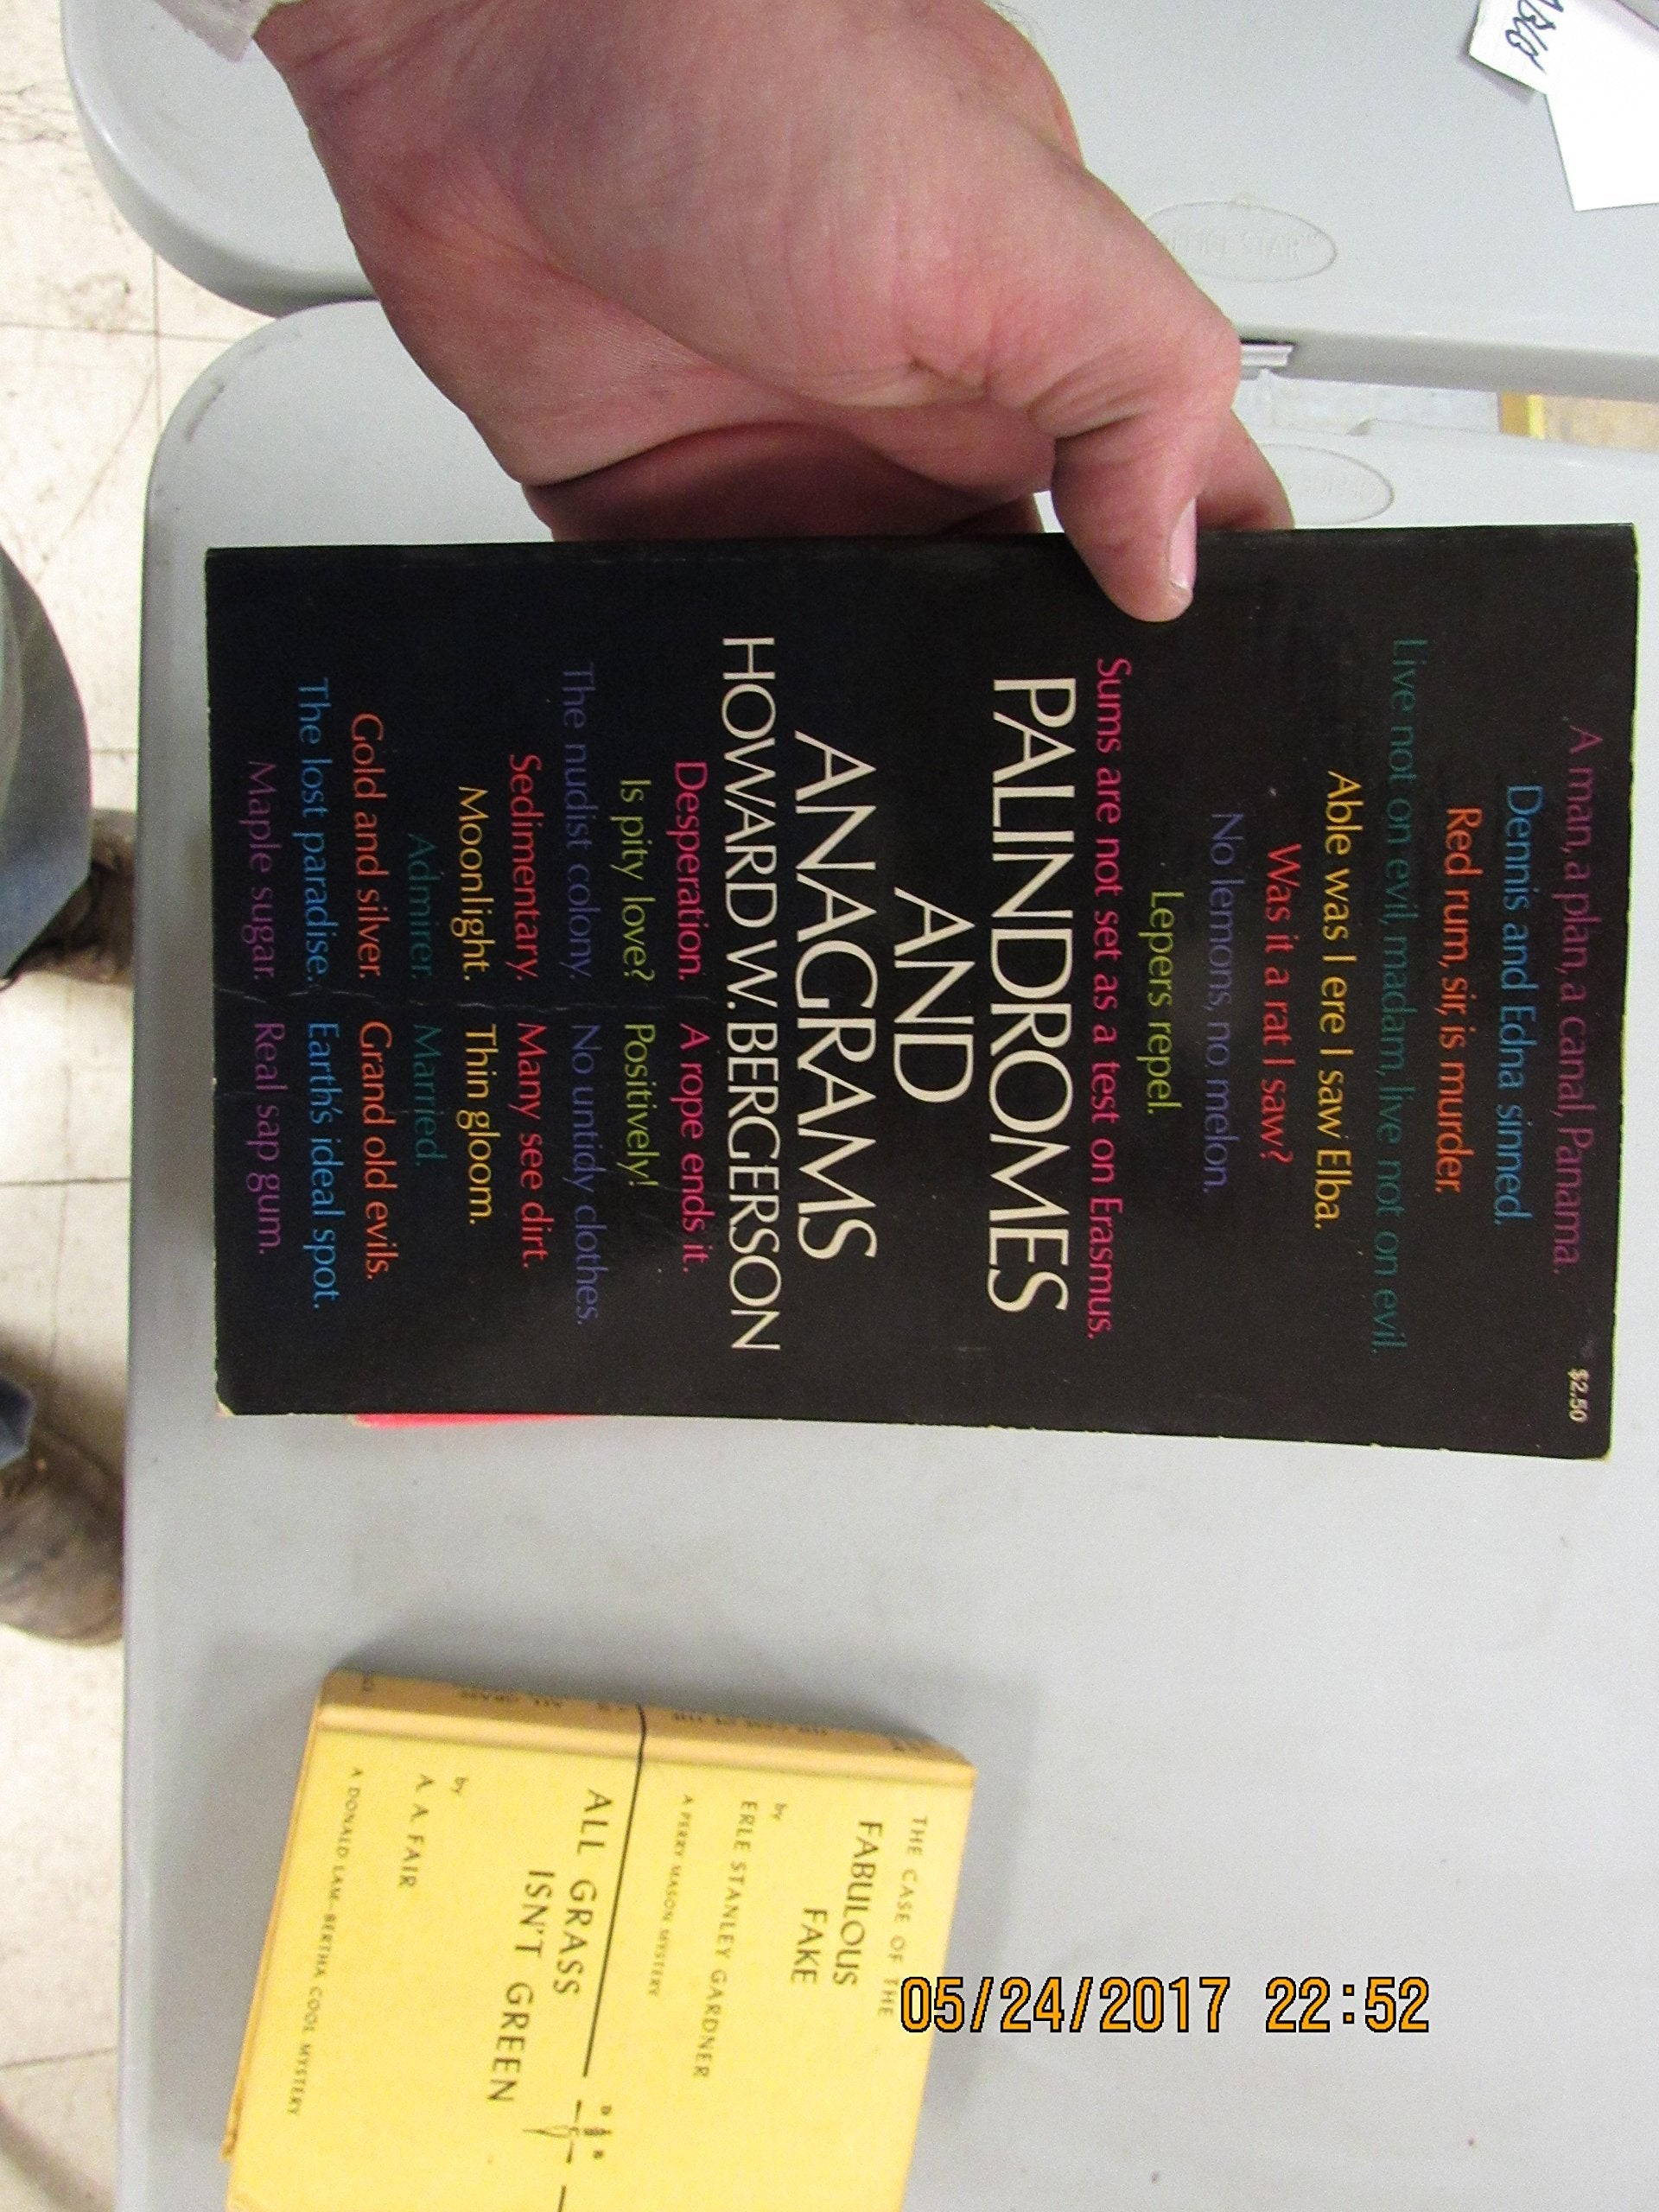 A man, a plan, a canal, Panama.
$2.50
Dennis and Edna sinned.
Red rum, sir, is murder.
Live not on evil, madam, live not on evil.
Able was I ere I saw Elba.
Was it a rat I saw?
No lemons, no melon.
Lepers repel.
Sums are not set as a test on Erasmus.
PALINDROMES
AND
ANAGRAMS
HOWARD W. BERGERSON
Desperation. A rope ends it.
Is pity love? Positively!
The nudist colony. No untidy clothes.
Sedimentary. Many see dirt.
Moonlight. Thin gloom.
Admirer. Married.
Gold and silver. Grand old evils.
The lost paradise. Earth's ideal spot.
Maple sugar. Real sap gum.
THE CASE OF THE
FABULOUS
FAKE
by
ERLE STANLEY GARDNER
A PERRY MASON MYSTERY
ALL GRASS
ISN'T GREEN
by
A. A. FAIR
A DONALD LAM–BERTHA COOL MYSTERY
05/24/2017 22:52